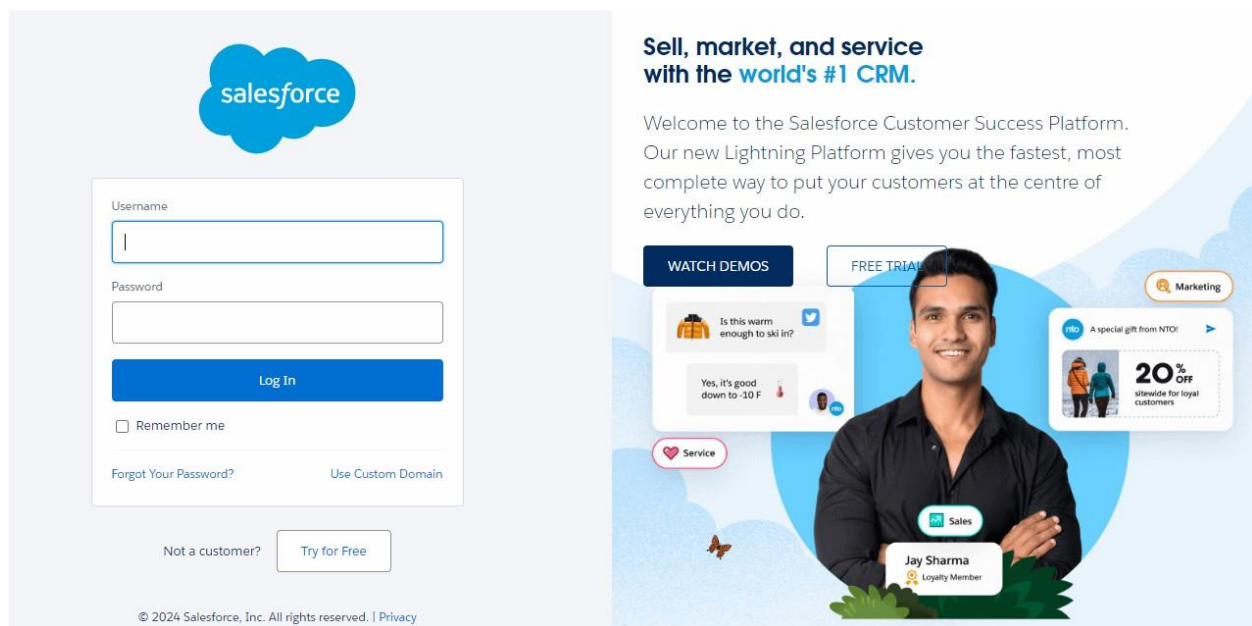 salesforce
Username
Password
Log In
Remember me
Forgot Your Password?
Use Custom Domain
Not a customer?
Try for Free
© 2024 Salesforce, Inc. All rights reserved. | Privacy
Sell, market, and service
with the world's #1 CRM.
Welcome to the Salesforce Customer Success Platform.
Our new Lightning Platform gives you the fastest, most
complete way to put your customers at the centre of
everything you do.
WATCH DEMOS
FREE TRIAL
Is this warm
enough to ski in?
Yes, it's good
down to -10 F
nto
Service
Marketing
nto
A special gift from NTO!
20% OFF
sitewide for loyal
customers
Sales
Jay Sharma
Loyalty Member